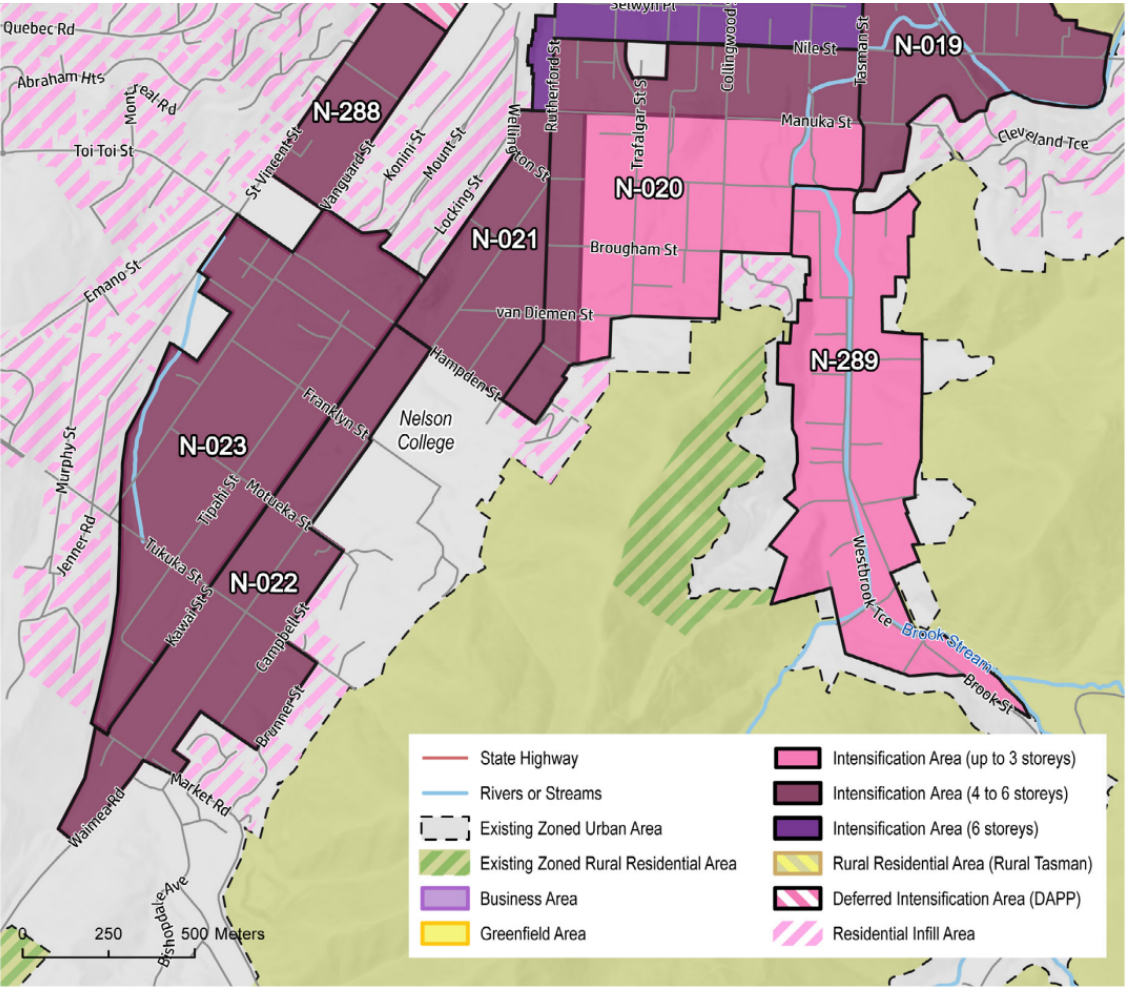 Selwyn Pl
Quebec Rd
Collingwood
Tasman St
N-019
Nile St
Rutherford St
Abraham Hts
Montreal Rd
N-288
Trafalgar St S
Manuka St
Wellington St
Cleveland Tce
Toi Toi St
St Vincent St
Vanguard St
Konini St
Mount St
Locking St
N-020
N-021
Brougham St
Emano St
van Diemen St
N-289
Hampden St
Franklyn St
Nelson
College
N-023
Murphy St
Tipahi St
Motueka St
Jenner Rd
Tukuka St
N-022
Kawai St S
Campbell St
Westbrook Tce
Brook Stream
Brook St
Brunner St
Market Rd
Waimea Rd
Bishopdale Ave
0 250 500 Meters
State Highway
Rivers or Streams
Existing Zoned Urban Area
Existing Zoned Rural Residential Area
Business Area
Greenfield Area
Intensification Area (up to 3 storeys)
Intensification Area (4 to 6 storeys)
Intensification Area (6 storeys)
Rural Residential Area (Rural Tasman)
Deferred Intensification Area (DAPP)
Residential Infill Area